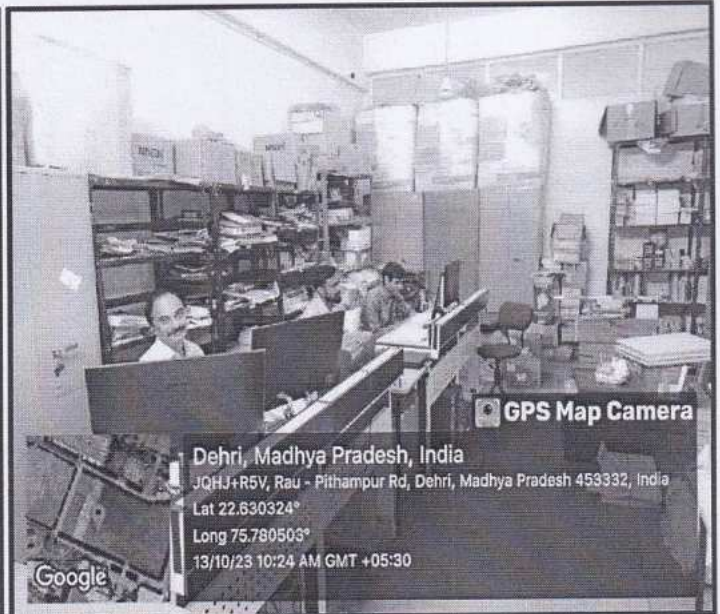 GPS Map Camera
Dehri, Madhya Pradesh, India
JQHJ+R5V, Rau - Pithampur Rd, Dehri, Madhya Pradesh 453332, India
Lat 22.630324°
Long 75.780503°
13/10/23 10:24 AM GMT +05:30
Google